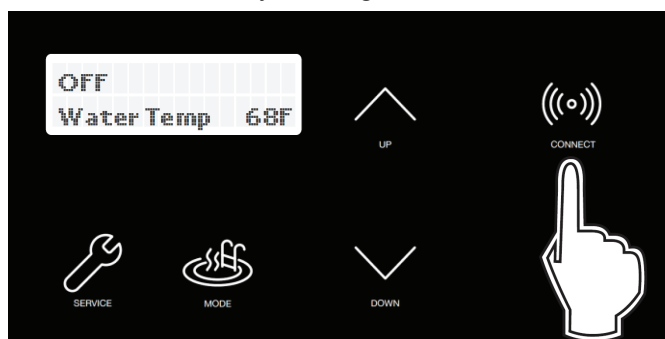 OFF
Water Temp 68F
UP
CONNECT
SERVICE
MODE
DOWN